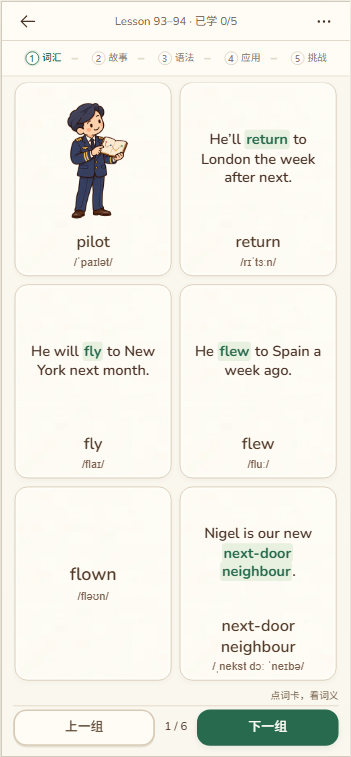 Lesson 93–94 · 已学 0/5
1 词汇 – 2 故事 – 3 语法 – 4 应用 – 5 挑战
pilot
/ˈpaɪlət/
He’ll return to
London the week
after next.
return
/rɪˈtɜːn/
He will fly to New
York next month.
fly
/flaɪ/
He flew to Spain a
week ago.
flew
/fluː/
flown
/fləʊn/
Nigel is our new
next-door
neighbour.
next-door
neighbour
/ˌnekst dɔː ˈneɪbə/
点词卡，看词义
上一组
1 / 6
下一组